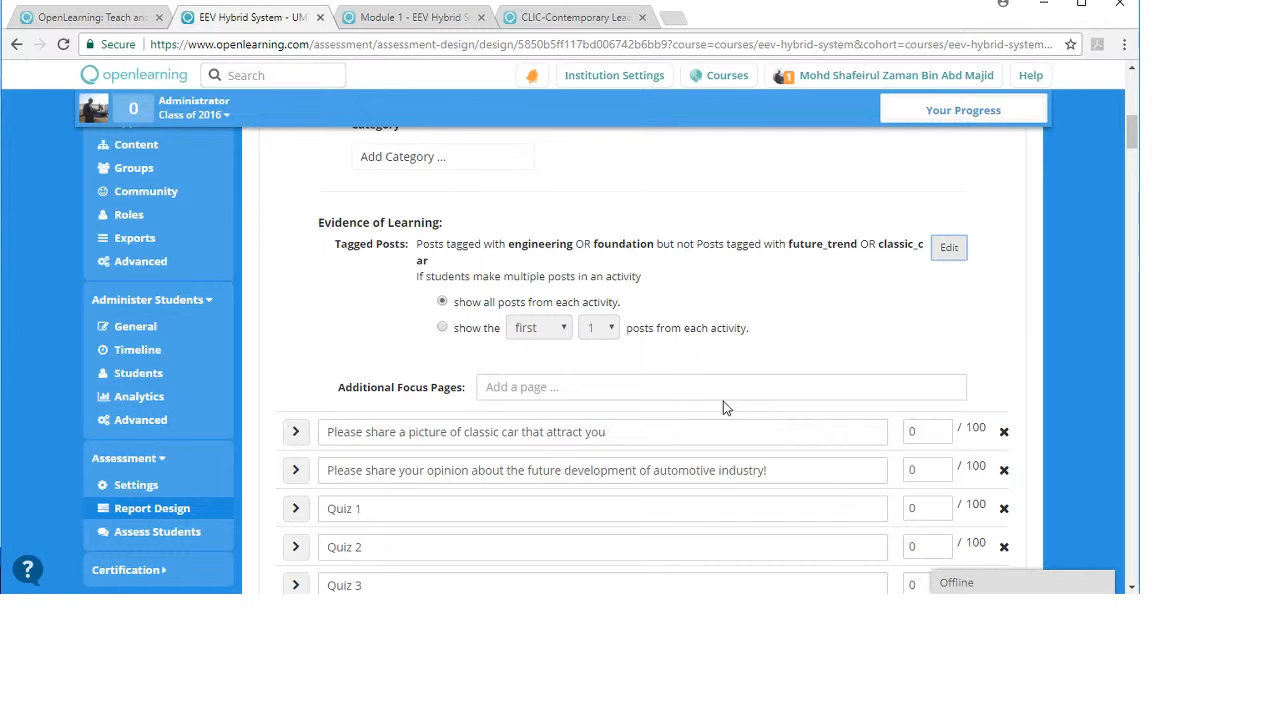 OpenLearning: Teach an
EEV Hybrid System - UM
Module 1 - EEV Hybrid S
CLIC-Contemporary Lea
Secure
https://www.openlearning.com/assessment/assessment-design/design/5850b5ff117bd006742b6bb9?course=courses/eev-hybrid-system&cohort=courses/eev-hybrid-system...
openlearning
Search
Institution Settings
Courses
1
Mohd Shafeirul Zaman Bin Abd Majid
Help
0
Administrator
Class of 2016
Your Progress
Content
Groups
Community
Roles
Exports
Advanced
Administer Students
General
Timeline
Students
Analytics
Advanced
Assessment
Settings
Report Design
Assess Students
Certification
?
Category
Add Category ...
Evidence of Learning:
Tagged Posts: Posts tagged with engineering OR foundation but not Posts tagged with future_trend OR classic_c
ar
Edit
If students make multiple posts in an activity
show all posts from each activity.
show the first 1 posts from each activity.
Additional Focus Pages: Add a page ...
Please share a picture of classic car that attract you 0 / 100
Please share your opinion about the future development of automotive industry! 0 / 100
Quiz 1 0 / 100
Quiz 2 0 / 100
Quiz 3 0
Offline